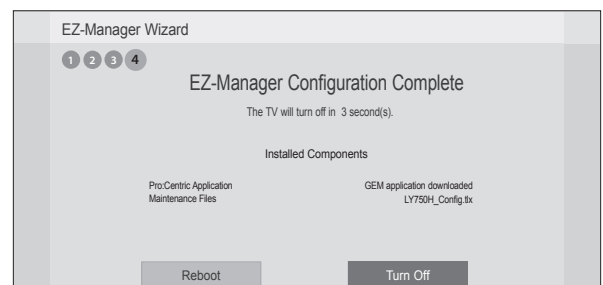 EZ-Manager Wizard
1 2 3 4
EZ-Manager Configuration Complete
The TV will turn off in 3 second(s).
Installed Components
Pro:Centric Application GEM application downloaded
Maintenance Files LY750H_Config.tlx
Reboot Turn Off